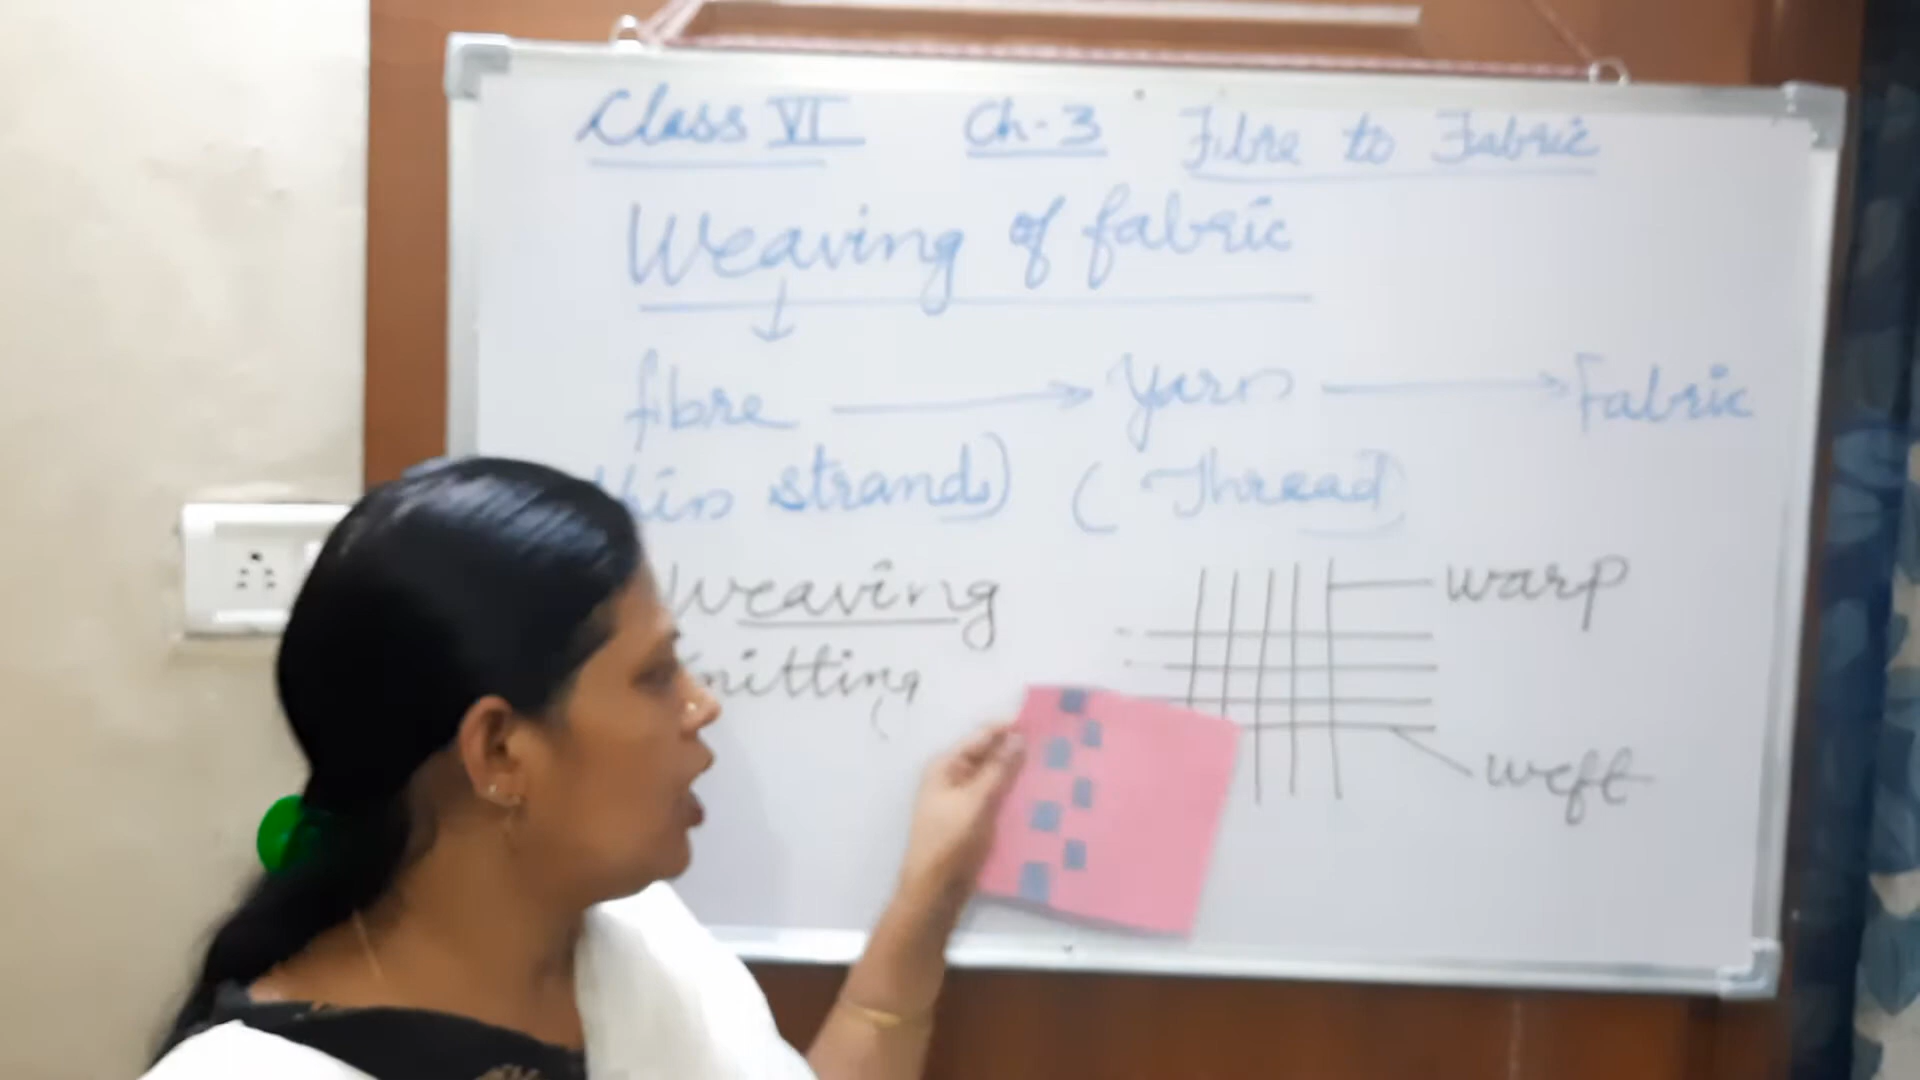 Class VI Ch-3 Fibre to Fabric
Weaving of fabric
fibre → Yarn → Fabric
thin strand) (Thread)
Weaving
Knitting
warp
weft